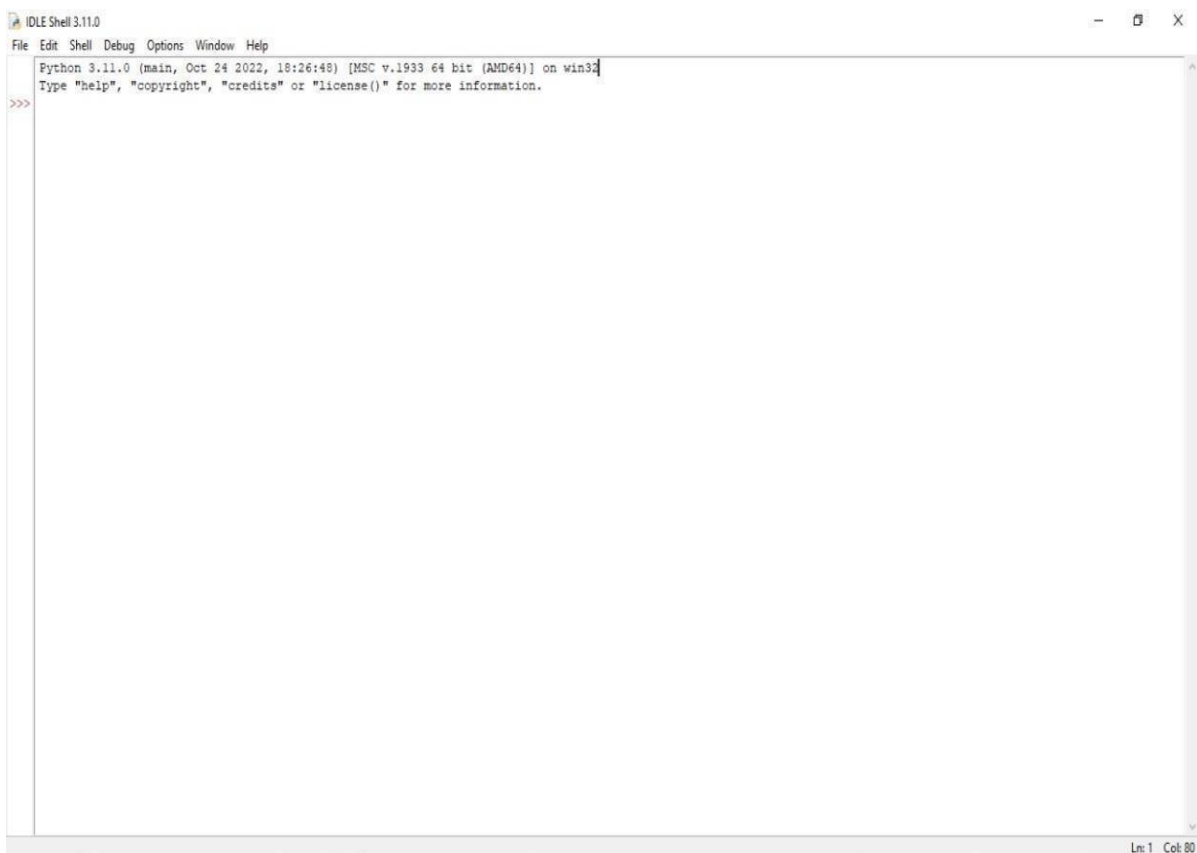 IDLE Shell 3.11.0
File Edit Shell Debug Options Window Help
Python 3.11.0 (main, Oct 24 2022, 18:26:48) [MSC v.1933 64 bit (AMD64)] on win32
Type "help", "copyright", "credits" or "license()" for more information.
>>>
Ln: 1 Col: 80